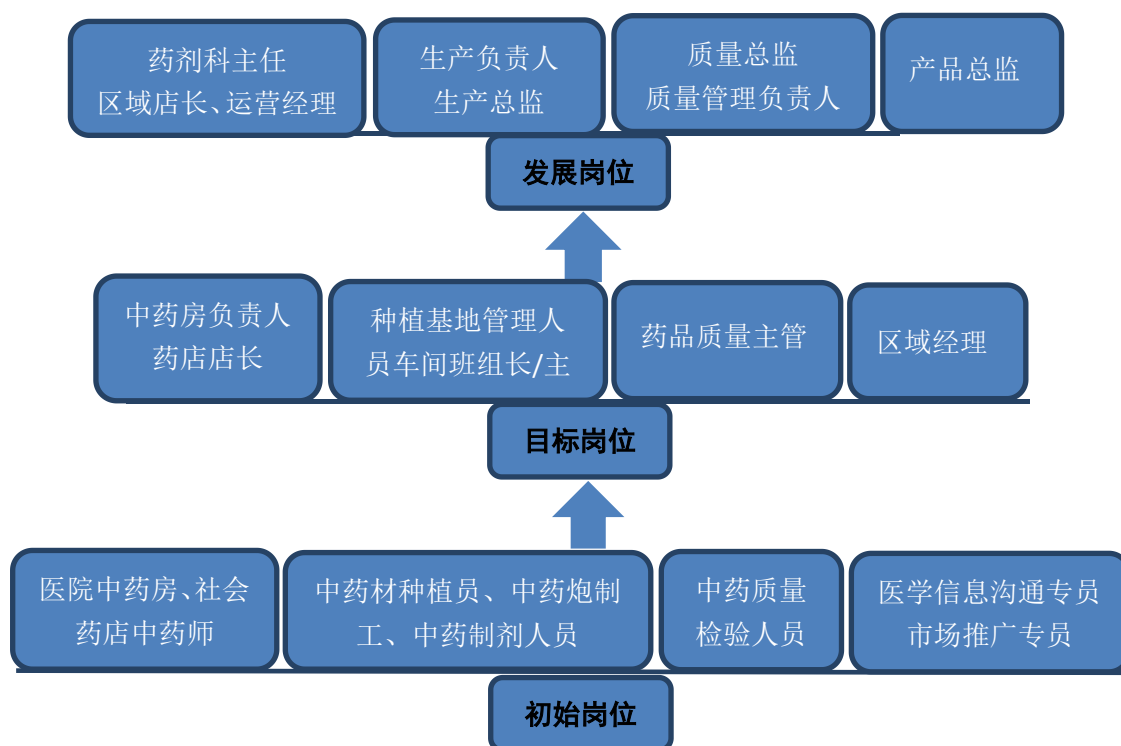 药剂科主任
区域店长、运营经理
生产负责人
生产总监
质量总监
质量管理负责人
产品总监
发展岗位
中药房负责人
药店店长
种植基地管理人
员车间班组长/主
药品质量主管
区域经理
目标岗位
医院中药房、社会
药店中药师
中药材种植员、中药炮制
工、中药制剂人员
中药质量
检验人员
医学信息沟通专员
市场推广专员
初始岗位